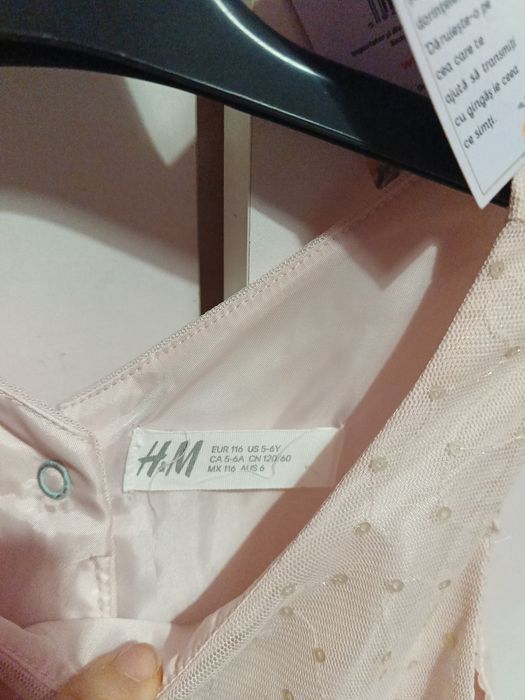 Dăruiește-o pe
cea care te
ajută să transmiți
cu gingășie ceea
ce simți.
H&M
EUR 116 US 5-6Y
CA 5-6A CN 120/60
MX 116 AUS 6